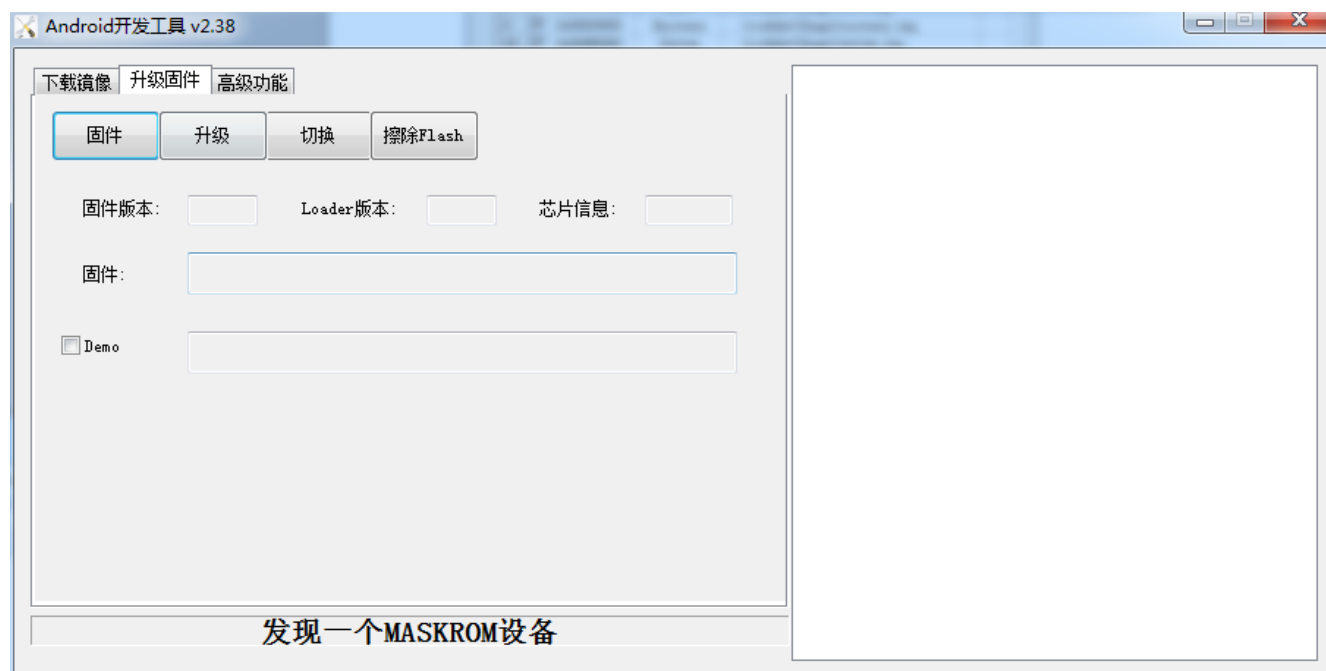 Android开发工具 v2.38
下载镜像 升级固件 高级功能
固件 升级 切换 擦除Flash
固件版本: Loader版本: 芯片信息:
固件:
Demo
发现一个MASKROM设备